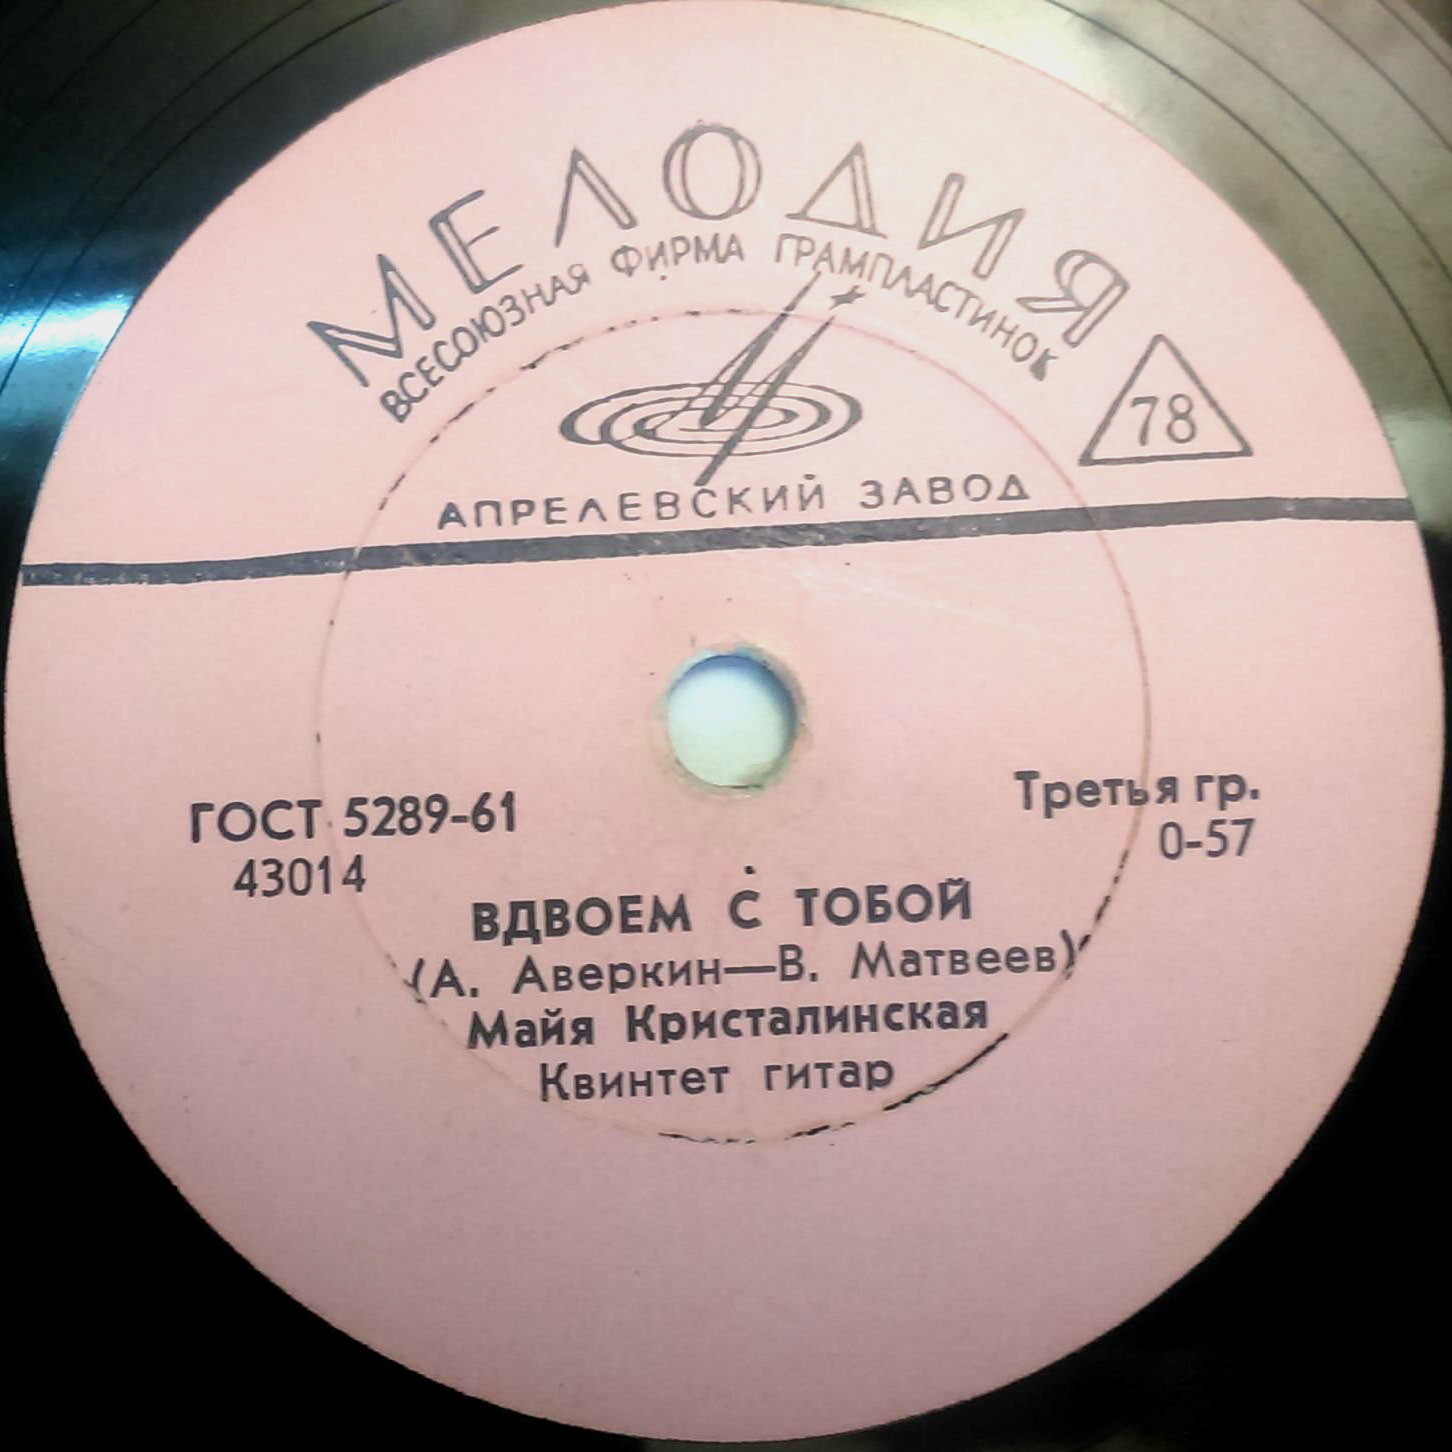 МЕЛОДИЯ
ВСЕСОЮЗНАЯ ФИРМА ГРАМПЛАСТИНОК
78
АПРЕЛЕВСКИЙ ЗАВОД
ГОСТ 5289-61
43014
Третья гр.
0-57
ВДВОЕМ С ТОБОЙ
(А. Аверкин—В. Матвеев)
Майя Кристалинская
Квинтет гитар